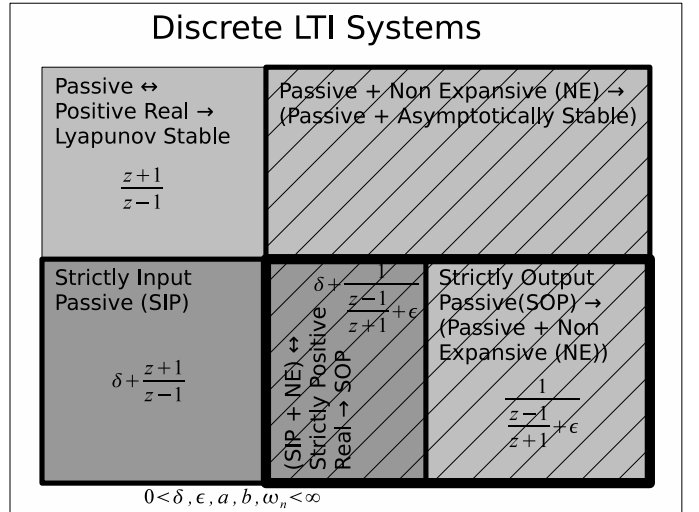 Discrete LTI Systems
Passive ↔
Positive Real →
Lyapunov Stable
z+1
z−1
Passive + Non Expansive (NE) →
(Passive + Asymptotically Stable)
Strictly Input
Passive (SIP)
δ+ z+1
z−1
δ+ 1
z−1
z+1 +ϵ
(SIP + NE) ↔
Strictly Positive
Real → SOP
Strictly Output
Passive(SOP) →
(Passive + Non
Expansive (NE))
1
z−1
z+1 +ϵ
0<δ,ϵ,a,b,ωn<∞